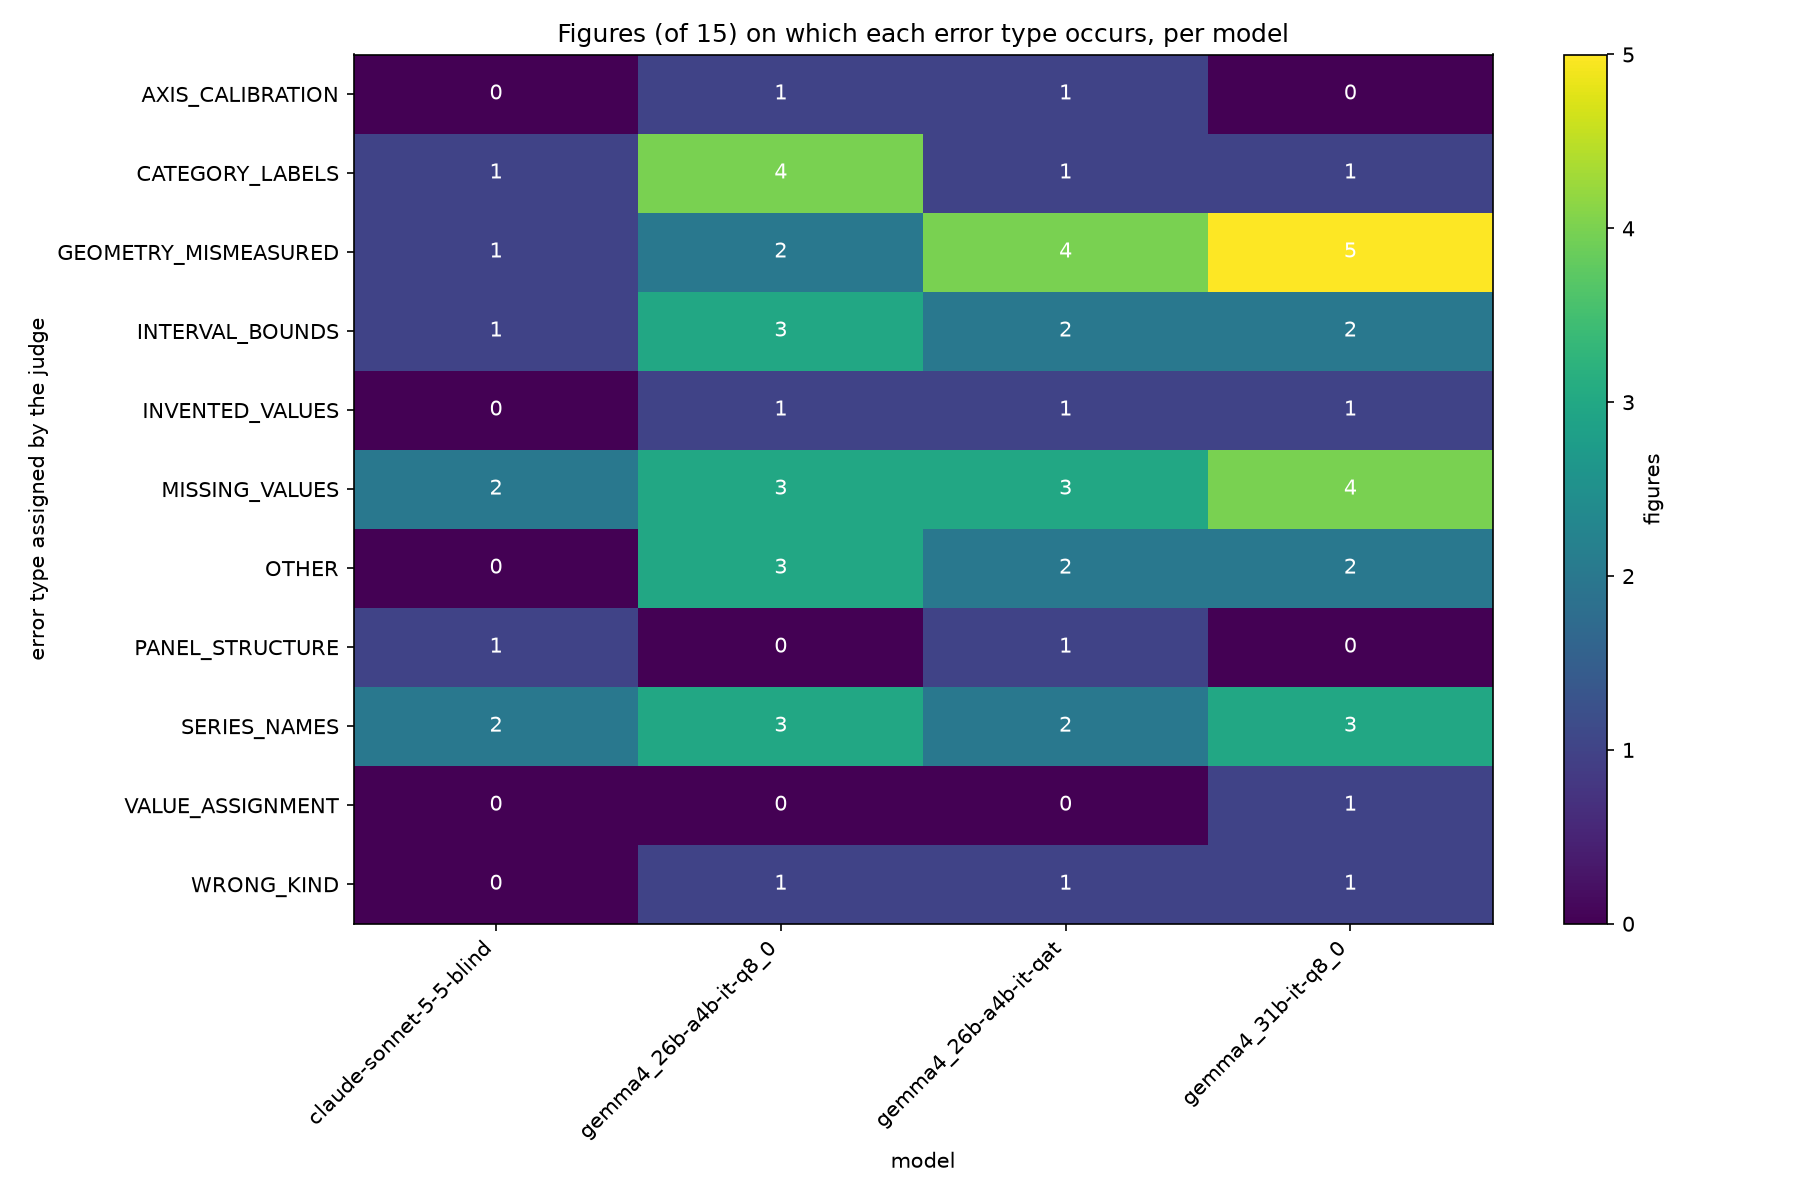 Figures (of 15) on which each error type occurs, per model
error type assigned by the judge
AXIS_CALIBRATION 0 1 1 0
CATEGORY_LABELS 1 4 1 1
GEOMETRY_MISMEASURED 1 2 4 5
INTERVAL_BOUNDS 1 3 2 2
INVENTED_VALUES 0 1 1 1
MISSING_VALUES 2 3 3 4
OTHER 0 3 2 2
PANEL_STRUCTURE 1 0 1 0
SERIES_NAMES 2 3 2 3
VALUE_ASSIGNMENT 0 0 0 1
WRONG_KIND 0 1 1 1
claude-sonnet-5-5-blind
gemma4_26b-a4b-it-q8_0
gemma4_26b-a4b-it-qat
gemma4_31b-it-q8_0
model
5
4
3
2
1
0
figures